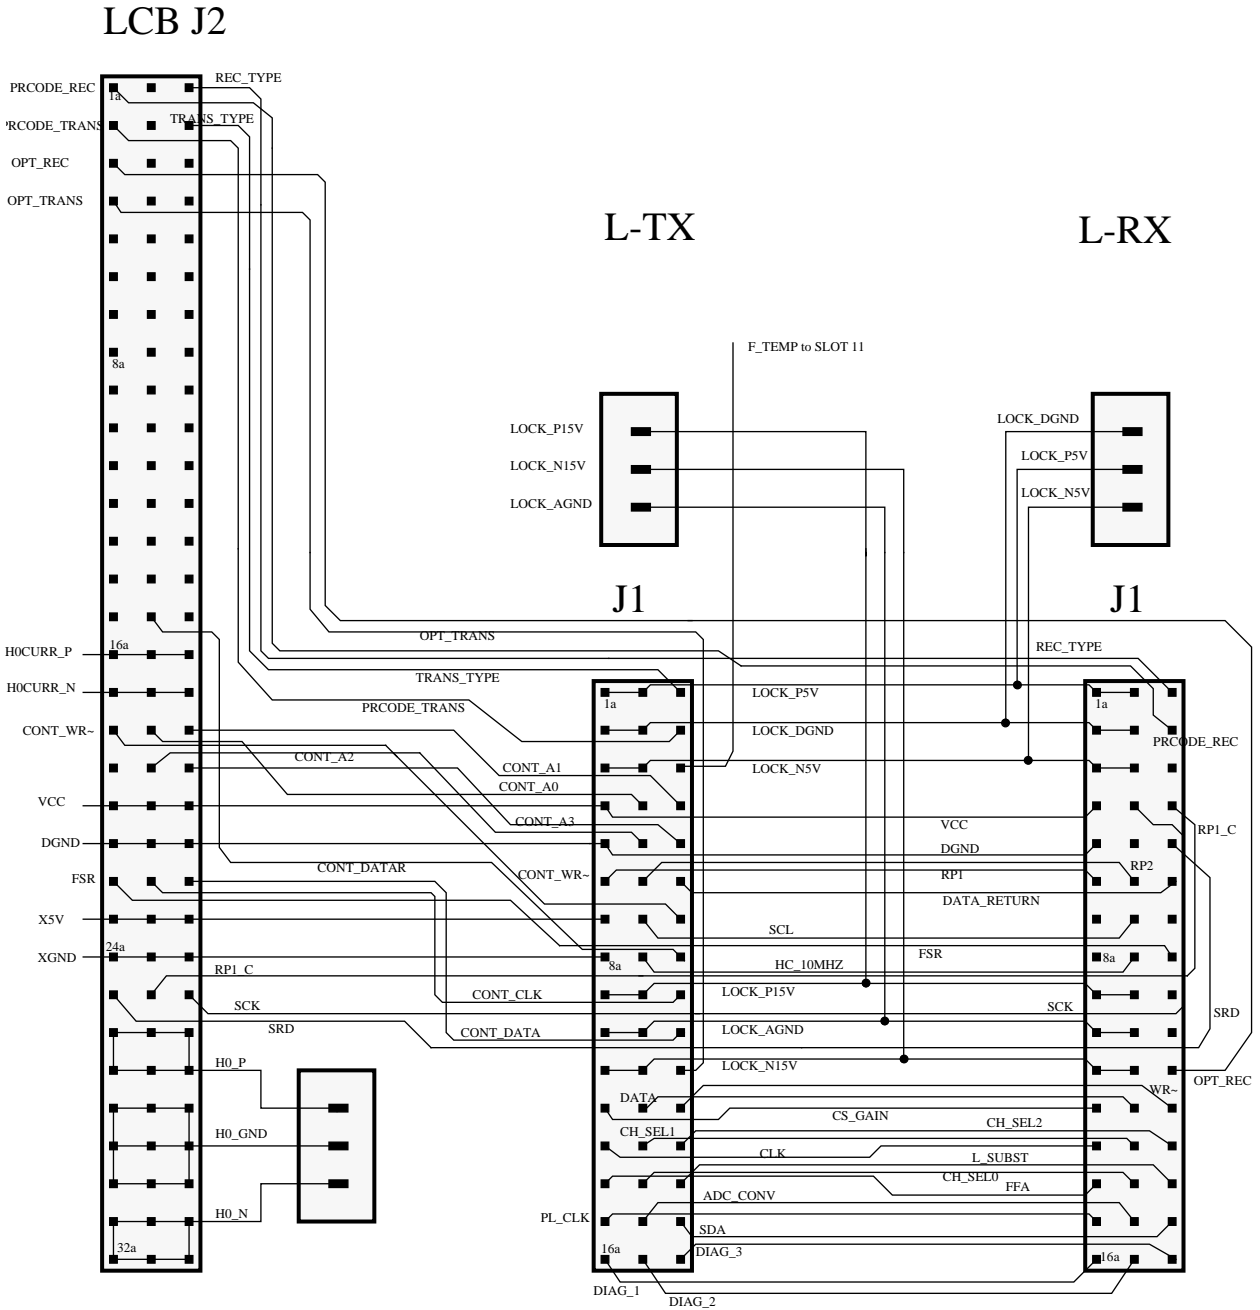 LCB J2
PRCODE_REC
1a
REC_TYPE
PRCODE_TRANS
TRANS_TYPE
OPT_REC
OPT_TRANS
L-TX
L-RX
8a
F_TEMP to SLOT 11
LOCK_P15V
LOCK_DGND
LOCK_N15V
LOCK_P5V
LOCK_AGND
LOCK_N5V
J1
J1
OPT_TRANS
REC_TYPE
H0CURR_P
16a
TRANS_TYPE
H0CURR_N
PRCODE_TRANS
1a
LOCK_P5V
1a
CONT_WR~
LOCK_DGND
PRCODE_REC
CONT_A2
CONT_A1
LOCK_N5V
CONT_A0
VCC
CONT_A3
VCC
RP1_C
DGND
DGND
CONT_DATAR
CONT_WR~
RP1
RP2
FSR
DATA_RETURN
X5V
SCL
24a
XGND
8a
HC_10MHZ
FSR
8a
RP1_C
CONT_CLK
LOCK_P15V
SCK
SCK
SRD
SRD
CONT_DATA
LOCK_AGND
H0_P
LOCK_N15V
OPT_REC
DATA
WR~
CS_GAIN
H0_GND
CH_SEL1
CH_SEL2
CLK
L_SUBST
CH_SEL0
FFA
ADC_CONV
H0_N
PL_CLK
SDA
32a
16a
DIAG_3
16a
DIAG_1
DIAG_2